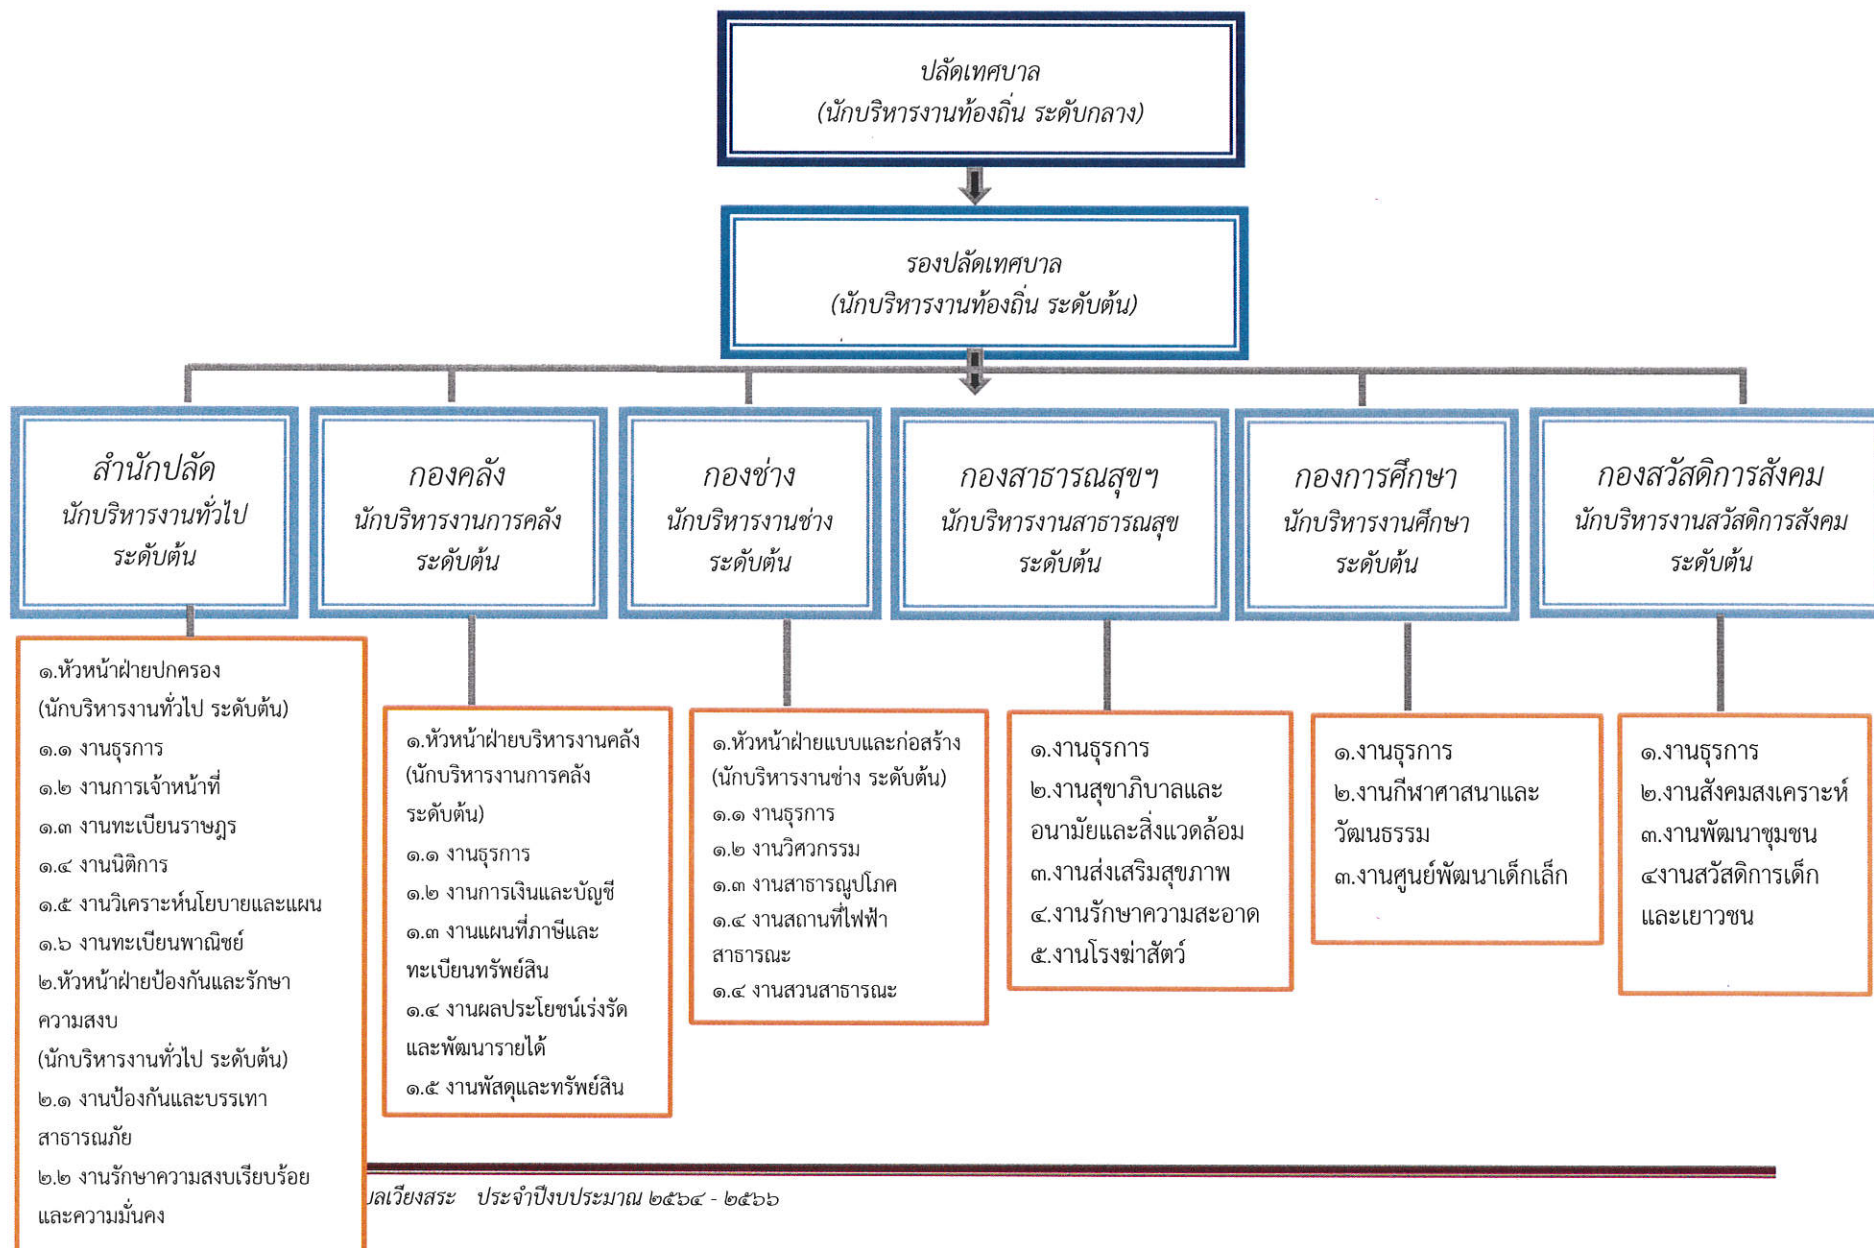 ปลัดเทศบาล
(นักบริหารงานท้องถิ่น ระดับกลาง)
รองปลัดเทศบาล
(นักบริหารงานท้องถิ่น ระดับต้น)
สำนักปลัด
นักบริหารงานทั่วไป
ระดับต้น
กองคลัง
นักบริหารงานการคลัง
ระดับต้น
กองช่าง
นักบริหารงานช่าง
ระดับต้น
กองสาธารณสุขฯ
นักบริหารงานสาธารณสุข
ระดับต้น
กองการศึกษา
นักบริหารงานศึกษา
ระดับต้น
กองสวัสดิการสังคม
นักบริหารงานสวัสดิการสังคม
ระดับต้น
๑.หัวหน้าฝ่ายปกครอง
(นักบริหารงานทั่วไป ระดับต้น)
๑.๑ งานธุรการ
๑.๒ งานการเจ้าหน้าที่
๑.๓ งานทะเบียนราษฎร
๑.๔ งานนิติการ
๑.๕ งานวิเคราะห์นโยบายและแผน
๑.๖ งานทะเบียนพาณิชย์
๒.หัวหน้าฝ่ายป้องกันและรักษา
ความสงบ
(นักบริหารงานทั่วไป ระดับต้น)
๒.๑ งานป้องกันและบรรเทา
สาธารณภัย
๒.๒ งานรักษาความสงบเรียบร้อย
และความมั่นคง
๑.หัวหน้าฝ่ายบริหารงานคลัง
(นักบริหารงานการคลัง
ระดับต้น)
๑.๑ งานธุรการ
๑.๒ งานการเงินและบัญชี
๑.๓ งานแผนที่ภาษีและ
ทะเบียนทรัพย์สิน
๑.๔ งานผลประโยชน์เร่งรัด
และพัฒนารายได้
๑.๕ งานพัสดุและทรัพย์สิน
๑.หัวหน้าฝ่ายแบบและก่อสร้าง
(นักบริหารงานช่าง ระดับต้น)
๑.๑ งานธุรการ
๑.๒ งานวิศวกรรม
๑.๓ งานสาธารณูปโภค
๑.๔ งานสถานที่ไฟฟ้า
สาธารณะ
๑.๔ งานสวนสาธารณะ
๑.งานธุรการ
๒.งานสุขาภิบาลและ
อนามัยและสิ่งแวดล้อม
๓.งานส่งเสริมสุขภาพ
๔.งานรักษาความสะอาด
๕.งานโรงฆ่าสัตว์
๑.งานธุรการ
๒.งานกีฬาศาสนาและ
วัฒนธรรม
๓.งานศูนย์พัฒนาเด็กเล็ก
๑.งานธุรการ
๒.งานสังคมสงเคราะห์
๓.งานพัฒนาชุมชน
๔งานสวัสดิการเด็ก
และเยาวชน
บลเวียงสระ ประจำปีงบประมาณ ๒๕๖๔ - ๒๕๖๖